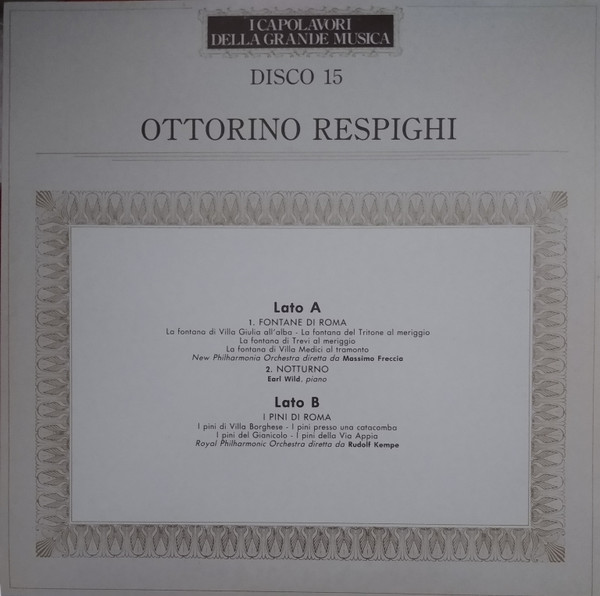 I CAPOLAVORI
DELLA GRANDE MUSICA
DISCO 15
OTTORINO RESPIGHI
Lato A
1. FONTANE DI ROMA
La fontana di Villa Giulia all'alba - La fontana del Tritone al meriggio
La fontana di Trevi al meriggio
La fontana di Villa Medici al tramonto
New Philharmonia Orchestra diretta da Massimo Freccia
2. NOTTURNO
Earl Wild, piano
Lato B
I PINI DI ROMA
I pini di Villa Borghese - I pini presso una catacomba
I pini del Gianicolo - I pini della Via Appia
Royal Philharmonic Orchestra diretta da Rudolf Kempe